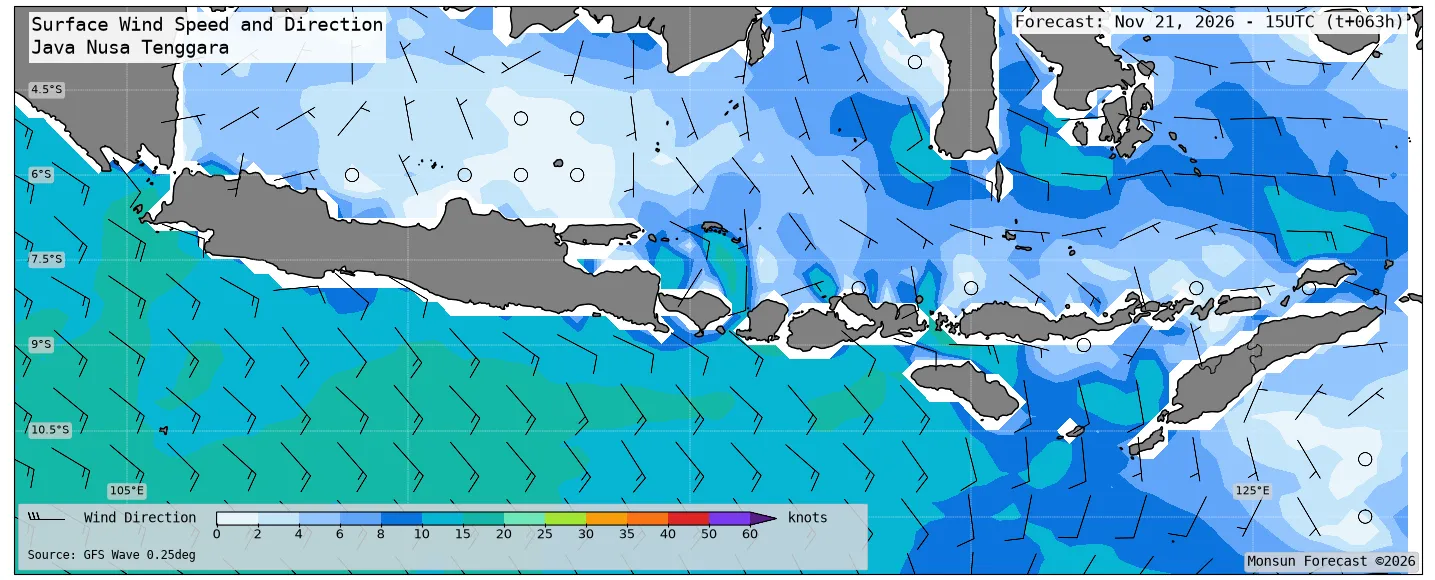 Surface Wind Speed and Direction
Java Nusa Tenggara
Forecast: Nov 21, 2026 - 15UTC (t+063h)
4.5°S
6°S
7.5°S
9°S
10.5°S
105°E
125°E
Wind Direction
0 2 4 6 8 10 15 20 25 30 35 40 50 60
knots
Source: GFS Wave 0.25deg
Monsun Forecast ©2026